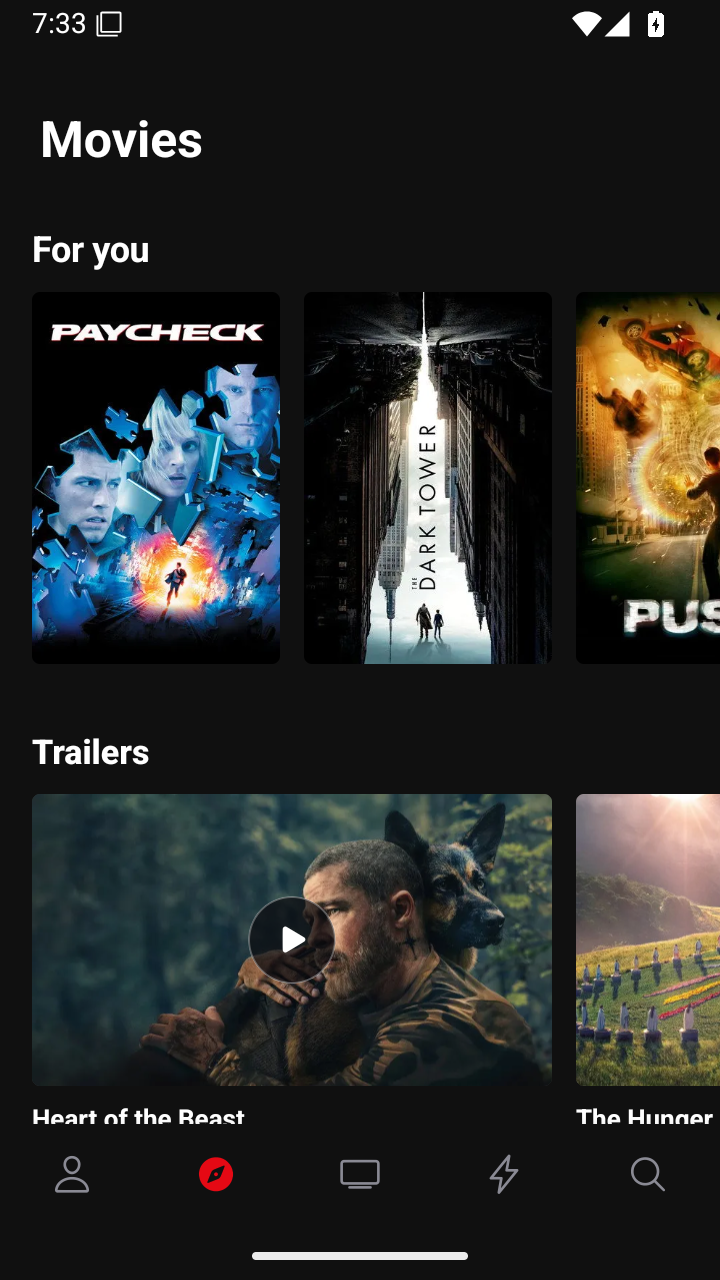 7:33
Movies
For you
PAYCHECK
THE DARK TOWER
PUS
Trailers
Heart of the Beast
The Hunger